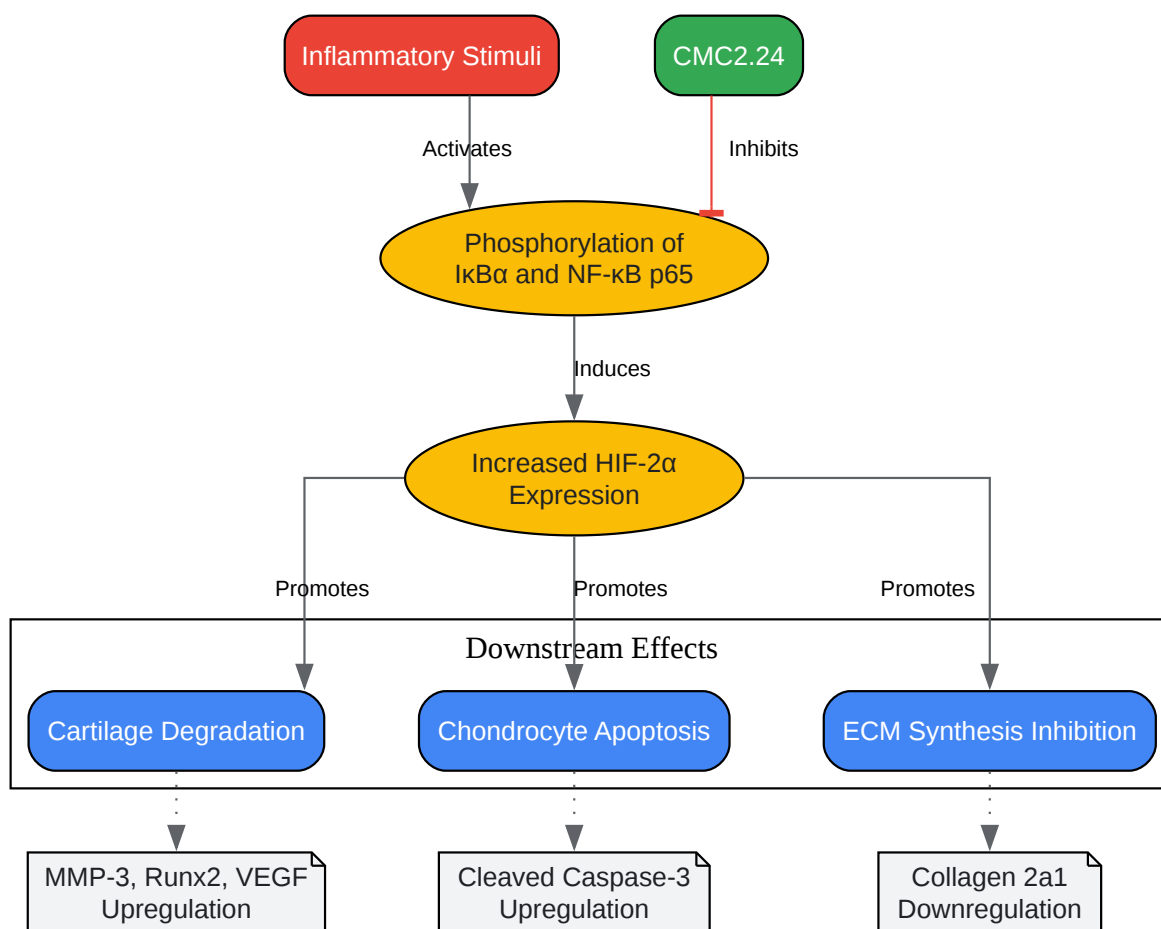 Inflammatory Stimuli
CMC2.24
Activates
Inhibits
Phosphorylation of
IκBα and NF-κB p65
Induces
Increased HIF-2α
Expression
Promotes
Promotes
Promotes
Downstream Effects
Cartilage Degradation
Chondrocyte Apoptosis
ECM Synthesis Inhibition
MMP-3, Runx2, VEGF
Upregulation
Cleaved Caspase-3
Upregulation
Collagen 2a1
Downregulation